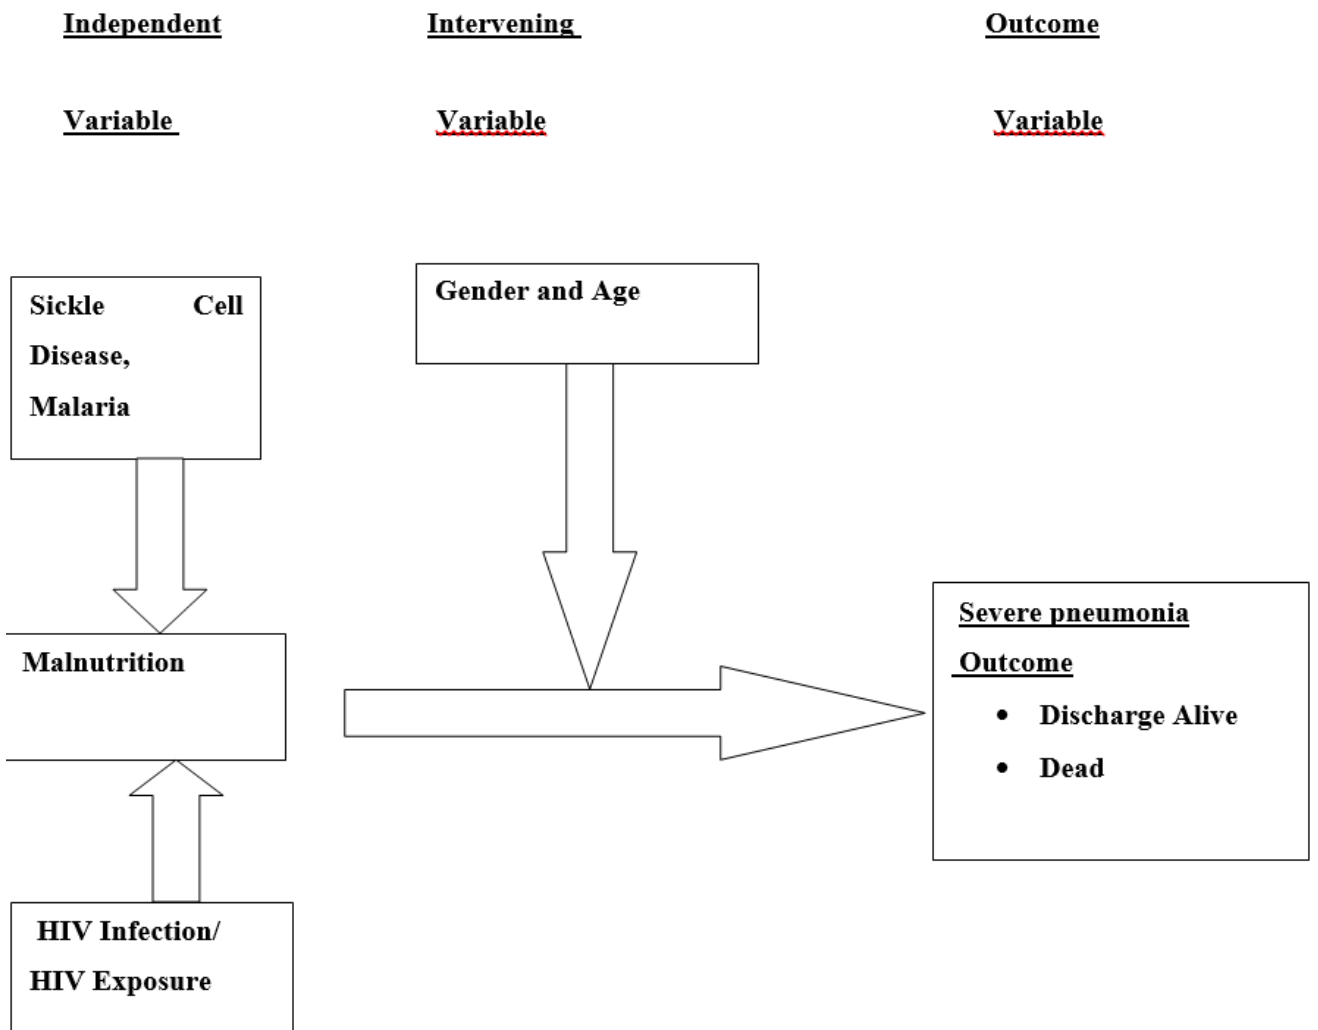 Independent
Intervening
Outcome
Variable
Variable
Variable
Sickle Cell
Disease,
Malaria
Gender and Age
Malnutrition
Severe pneumonia
Outcome
• Discharge Alive
• Dead
HIV Infection/
HIV Exposure